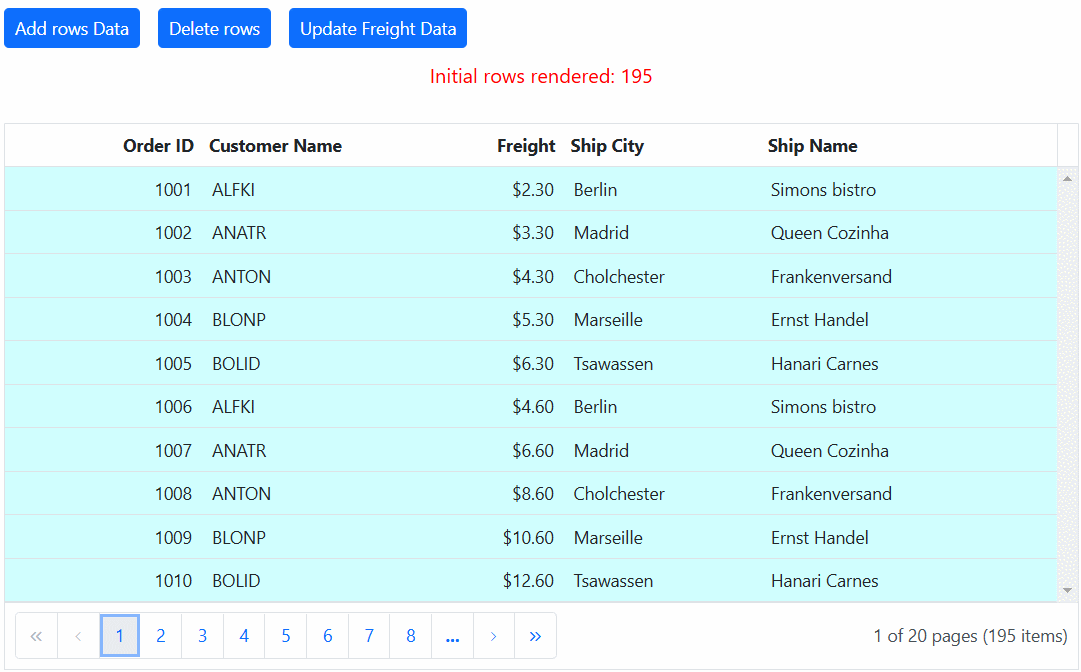 Add rows Data Delete rows Update Freight Data
Initial rows rendered: 195
Order ID Customer Name Freight Ship City Ship Name
1001 ALFKI $2.30 Berlin Simons bistro
1002 ANATR $3.30 Madrid Queen Cozinha
1003 ANTON $4.30 Cholchester Frankenversand
1004 BLONP $5.30 Marseille Ernst Handel
1005 BOLID $6.30 Tsawassen Hanari Carnes
1006 ALFKI $4.60 Berlin Simons bistro
1007 ANATR $6.60 Madrid Queen Cozinha
1008 ANTON $8.60 Cholchester Frankenversand
1009 BLONP $10.60 Marseille Ernst Handel
1010 BOLID $12.60 Tsawassen Hanari Carnes
« ‹ 1 2 3 4 5 6 7 8 ... › » 1 of 20 pages (195 items)